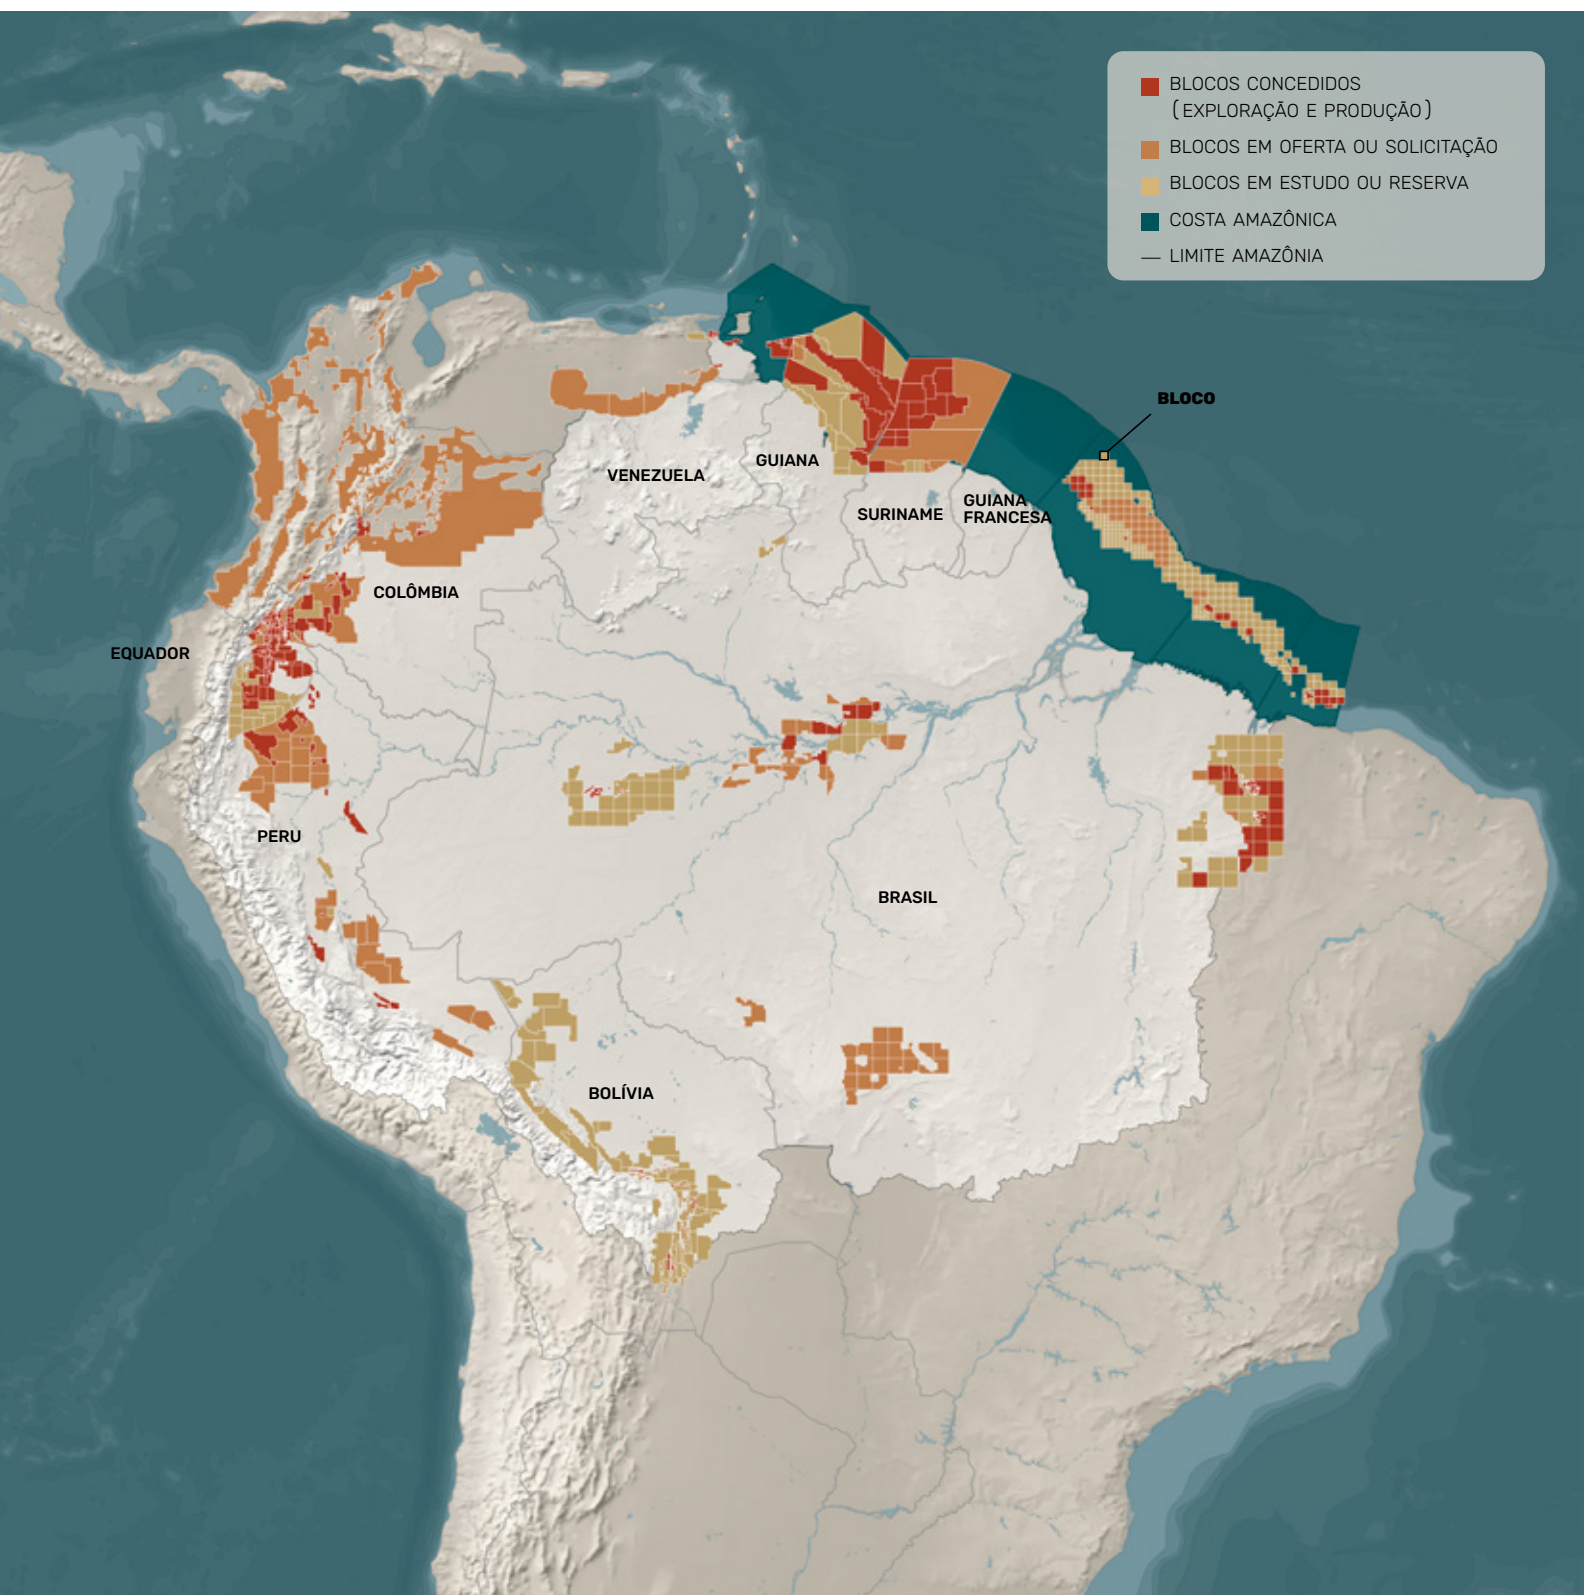 BLOCOS CONCEDIDOS
(EXPLORAÇÃO E PRODUÇÃO)
BLOCOS EM OFERTA OU SOLICITAÇÃO
BLOCOS EM ESTUDO OU RESERVA
COSTA AMAZÔNICA
LIMITE AMAZÔNIA
BLOCO
VENEZUELA
GUIANA
SURINAME
GUIANA
FRANCESA
COLÔMBIA
EQUADOR
PERU
BRASIL
BOLÍVIA